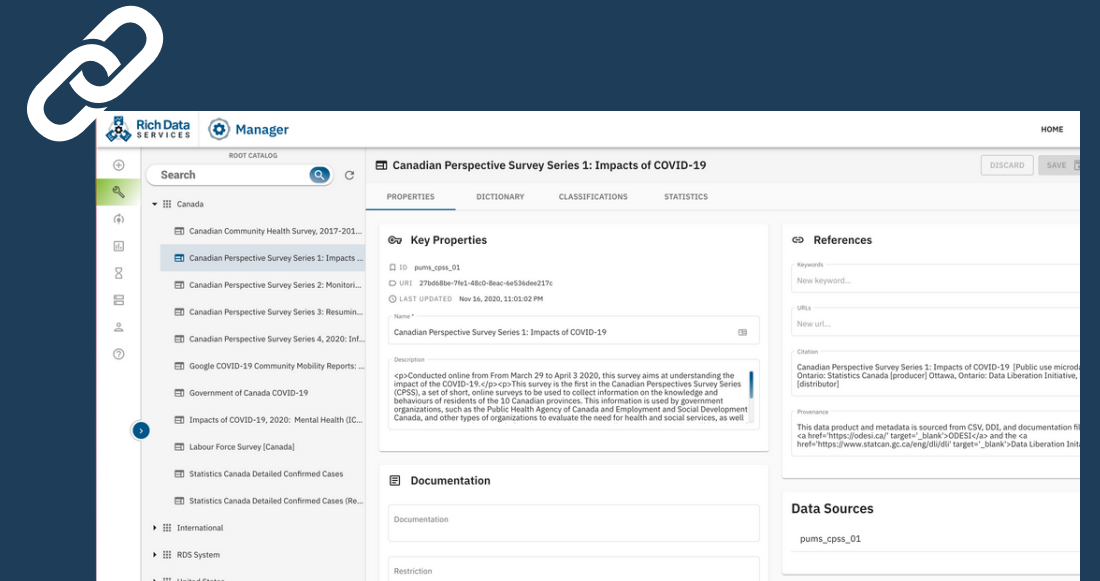 Rich Data
SERVICES
Manager
HOME
ROOT CATALOG
Search
Canada
Canadian Community Health Survey, 2017-201...
Canadian Perspective Survey Series 1: Impacts ...
Canadian Perspective Survey Series 2: Monitori...
Canadian Perspective Survey Series 3: Resumin...
Canadian Perspective Survey Series 4, 2020: Inf...
Google COVID-19 Community Mobility Reports: ...
Government of Canada COVID-19
Impacts of COVID-19, 2020: Mental Health (IC...
Labour Force Survey [Canada]
Statistics Canada Detailed Confirmed Cases
Statistics Canada Detailed Confirmed Cases (Re...
International
RDS System
United States
Canadian Perspective Survey Series 1: Impacts of COVID-19
DISCARD
SAVE
PROPERTIES
DICTIONARY
CLASSIFICATIONS
STATISTICS
Key Properties
ID pums_cpss_01
URI 27bd68be-7fe1-48c0-8eac-6e536dee217c
LAST UPDATED Nov 16, 2020, 11:01:02 PM
Name *
Canadian Perspective Survey Series 1: Impacts of COVID-19
Description
<p>Conducted online from From March 29 to April 3 2020, this survey aims at understanding the
impact of the COVID-19.</p><p>This survey is the first in the Canadian Perspectives Survey Series
(CPSS), a set of short, online surveys to be used to collect information on the knowledge and
behaviours of residents of the 10 Canadian provinces. This information is used by government
organizations, such as the Public Health Agency of Canada and Employment and Social Development
Canada, and other types of organizations to evaluate the need for health and social services, as well
Documentation
Documentation
Restriction
References
Keywords
New keyword...
URLs
New url...
Citation
Canadian Perspective Survey Series 1: Impacts of COVID-19 [Public use microda
Ontario: Statistics Canada [producer] Ottawa, Ontario: Data Liberation Initiative,
[distributor]
Provenance
This data product and metadata is sourced from CSV, DDI, and documentation fil
<a href='https://odesi.ca/' target='_blank'>ODESI</a> and the <a
href='https://www.statcan.gc.ca/eng/dli/dli' target='_blank'>Data Liberation Inita
Data Sources
pums_cpss_01